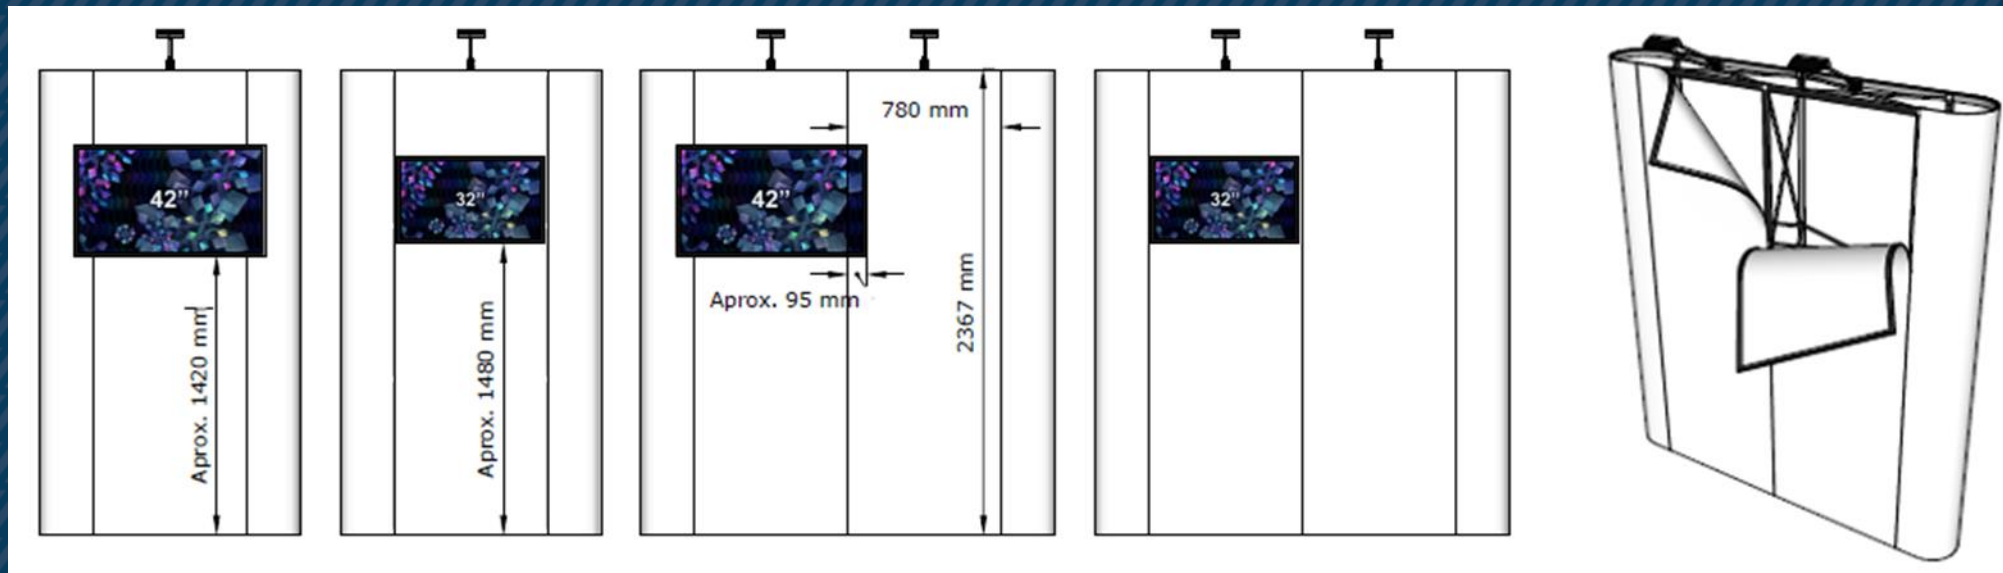 42”
Aprox. 1420 mm
32”
Aprox. 1480 mm
42”
780 mm
Aprox. 95 mm
2367 mm
32”